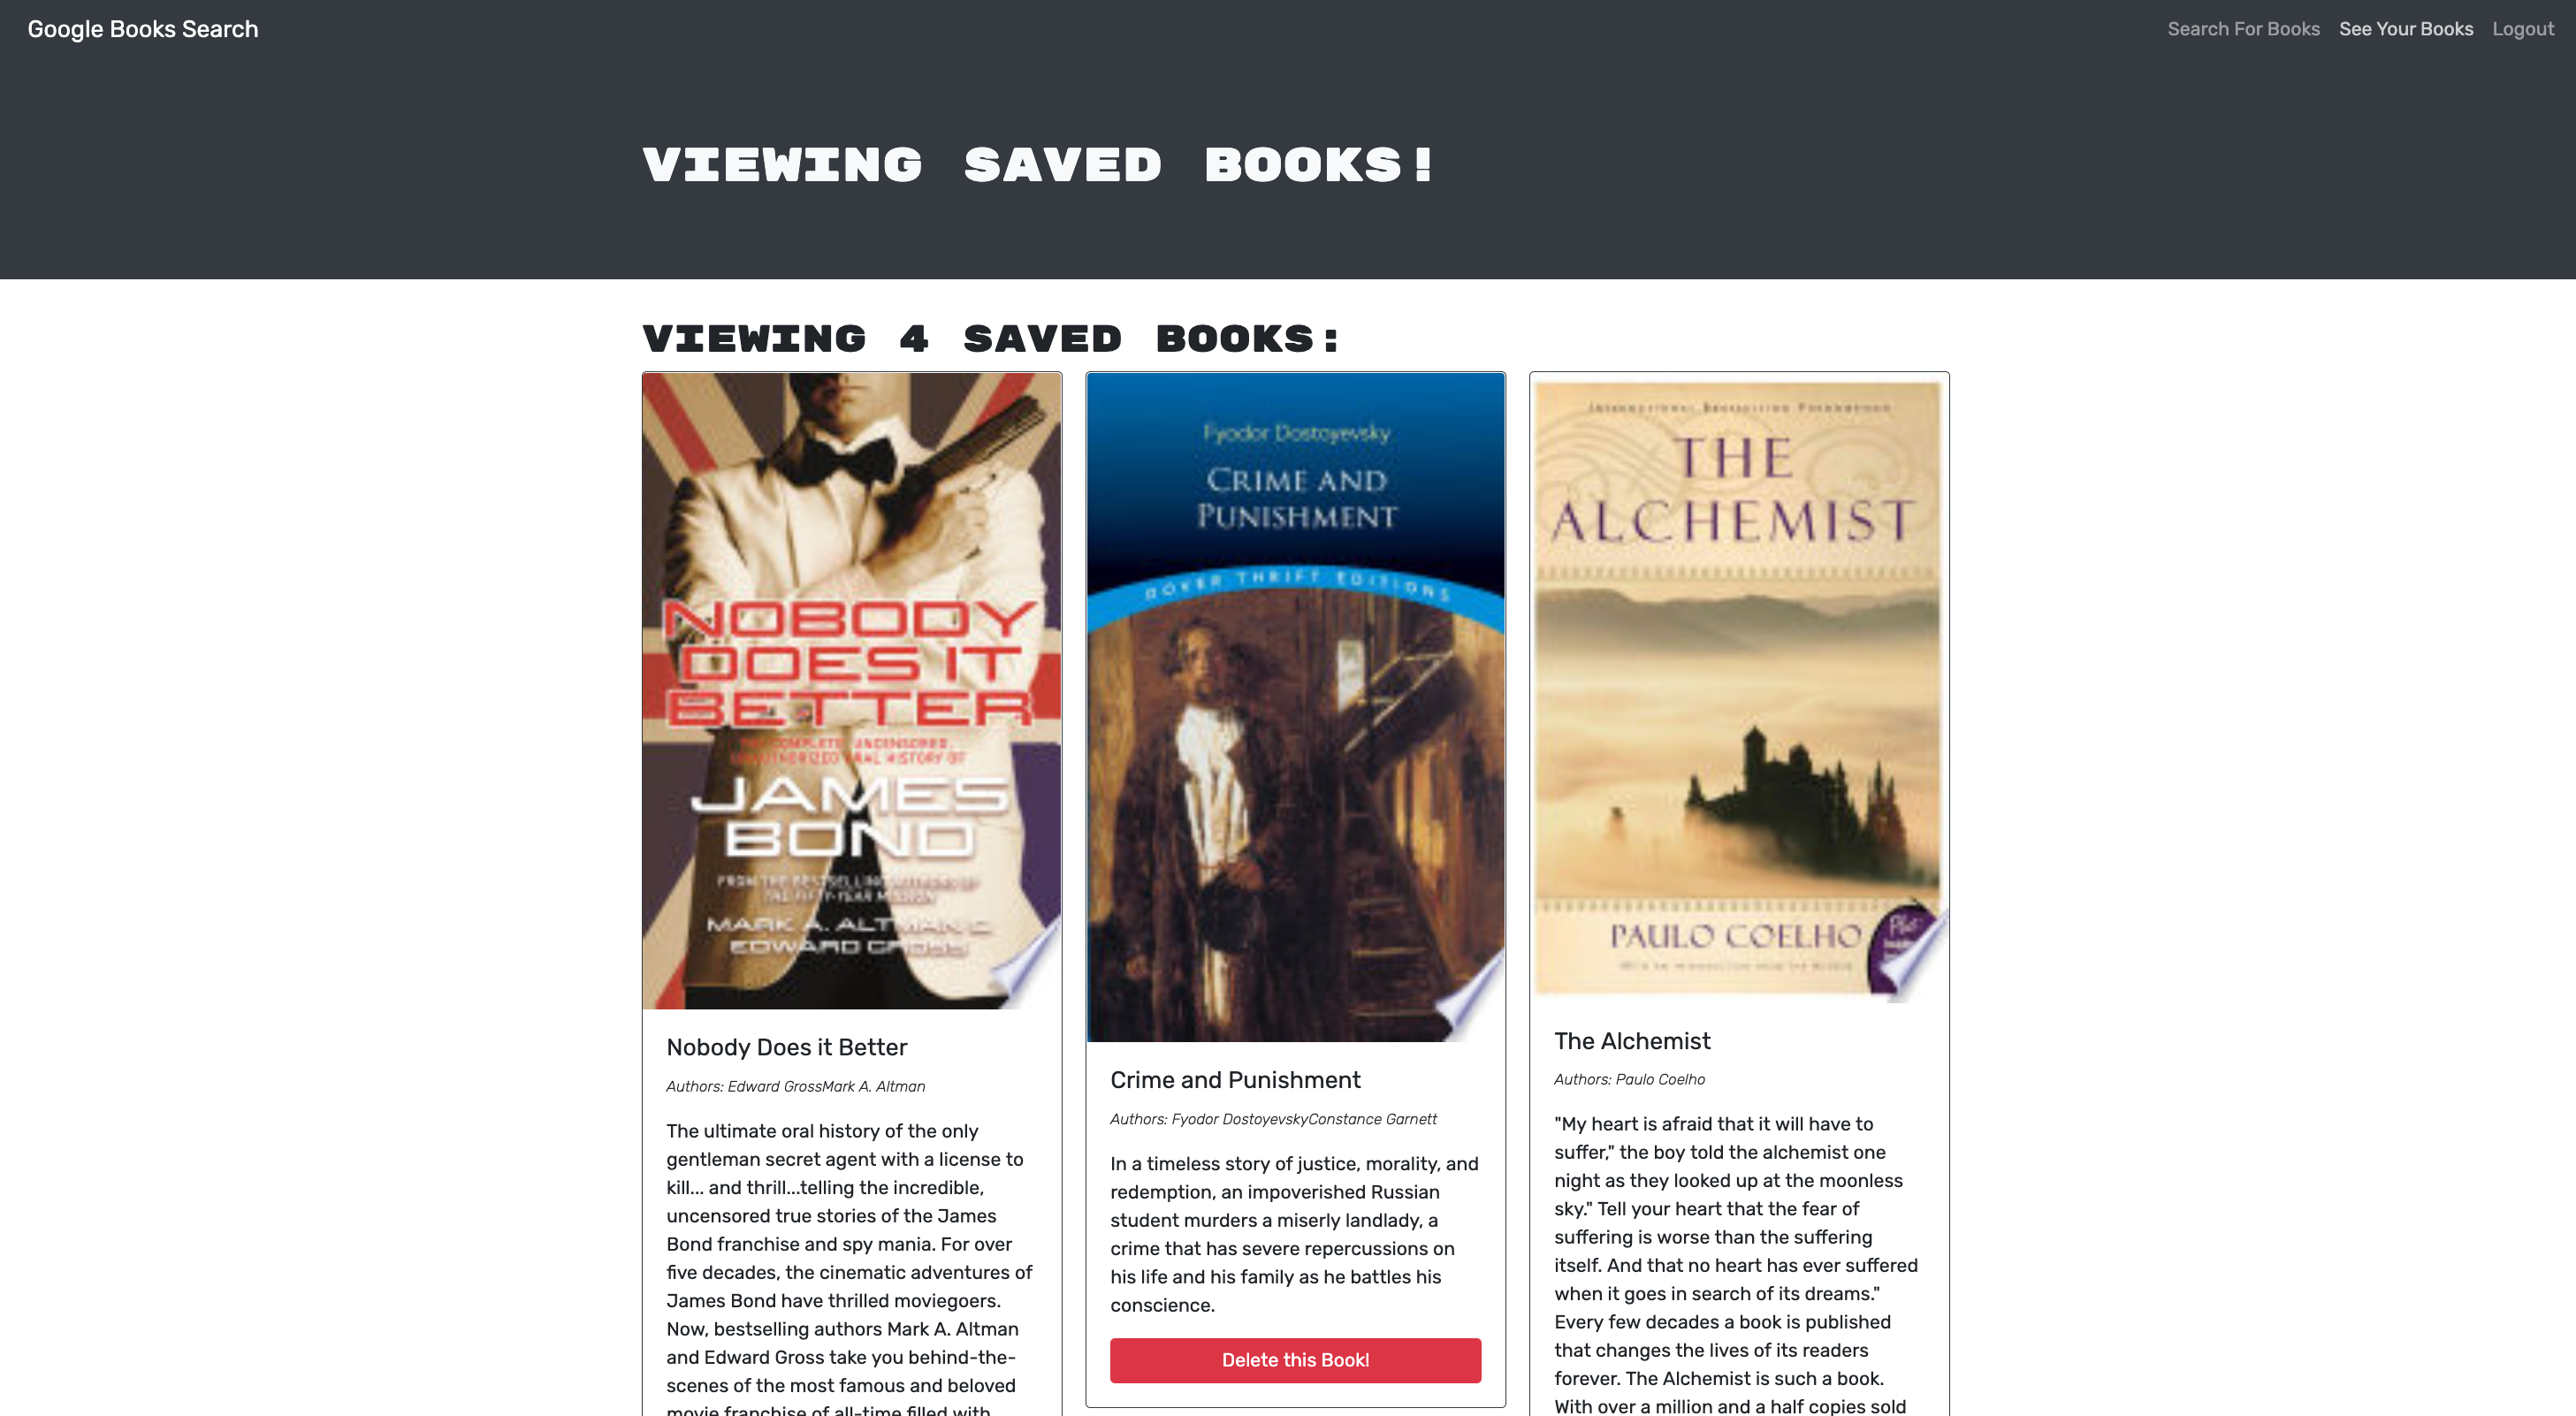 Google Books Search
Search For Books
See Your Books
Logout
VIEWING SAVED BOOKS!
VIEWING 4 SAVED BOOKS:
NOBODY
DOES IT
BETTER
THE COMPLETE, UNCENSORED,
UNAUTHORIZED ORAL HISTORY OF
JAMES
BOND
FROM THE BESTSELLING AUTHORS OF
THE FIFTY-YEAR MISSION
MARK A. ALTMAN &
EDWARD GROSS
Nobody Does it Better
Authors: Edward GrossMark A. Altman
The ultimate oral history of the only
gentleman secret agent with a license to
kill... and thrill...telling the incredible,
uncensored true stories of the James
Bond franchise and spy mania. For over
five decades, the cinematic adventures of
James Bond have thrilled moviegoers.
Now, bestselling authors Mark A. Altman
and Edward Gross take you behind-the-
scenes of the most famous and beloved
movie franchise of all-time filled with
Fyodor Dostoyevsky
CRIME AND
PUNISHMENT
DOVER THRIFT EDITIONS
Crime and Punishment
Authors: Fyodor DostoyevskyConstance Garnett
In a timeless story of justice, morality, and
redemption, an impoverished Russian
student murders a miserly landlady, a
crime that has severe repercussions on
his life and his family as he battles his
conscience.
Delete this Book!
INTERNATIONAL BESTSELLING PHENOMENON
THE
ALCHEMIST
PAULO COELHO
Plus
The Alchemist
Authors: Paulo Coelho
"My heart is afraid that it will have to
suffer," the boy told the alchemist one
night as they looked up at the moonless
sky." Tell your heart that the fear of
suffering is worse than the suffering
itself. And that no heart has ever suffered
when it goes in search of its dreams."
Every few decades a book is published
that changes the lives of its readers
forever. The Alchemist is such a book.
With over a million and a half copies sold